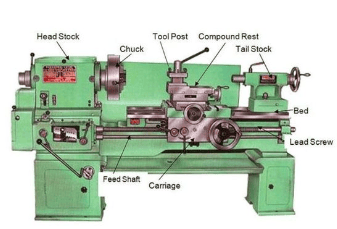 Head Stock
Chuck
Tool Post
Compound Rest
Tail Stock
Bed
Lead Screw
Feed Shaft
Carriage